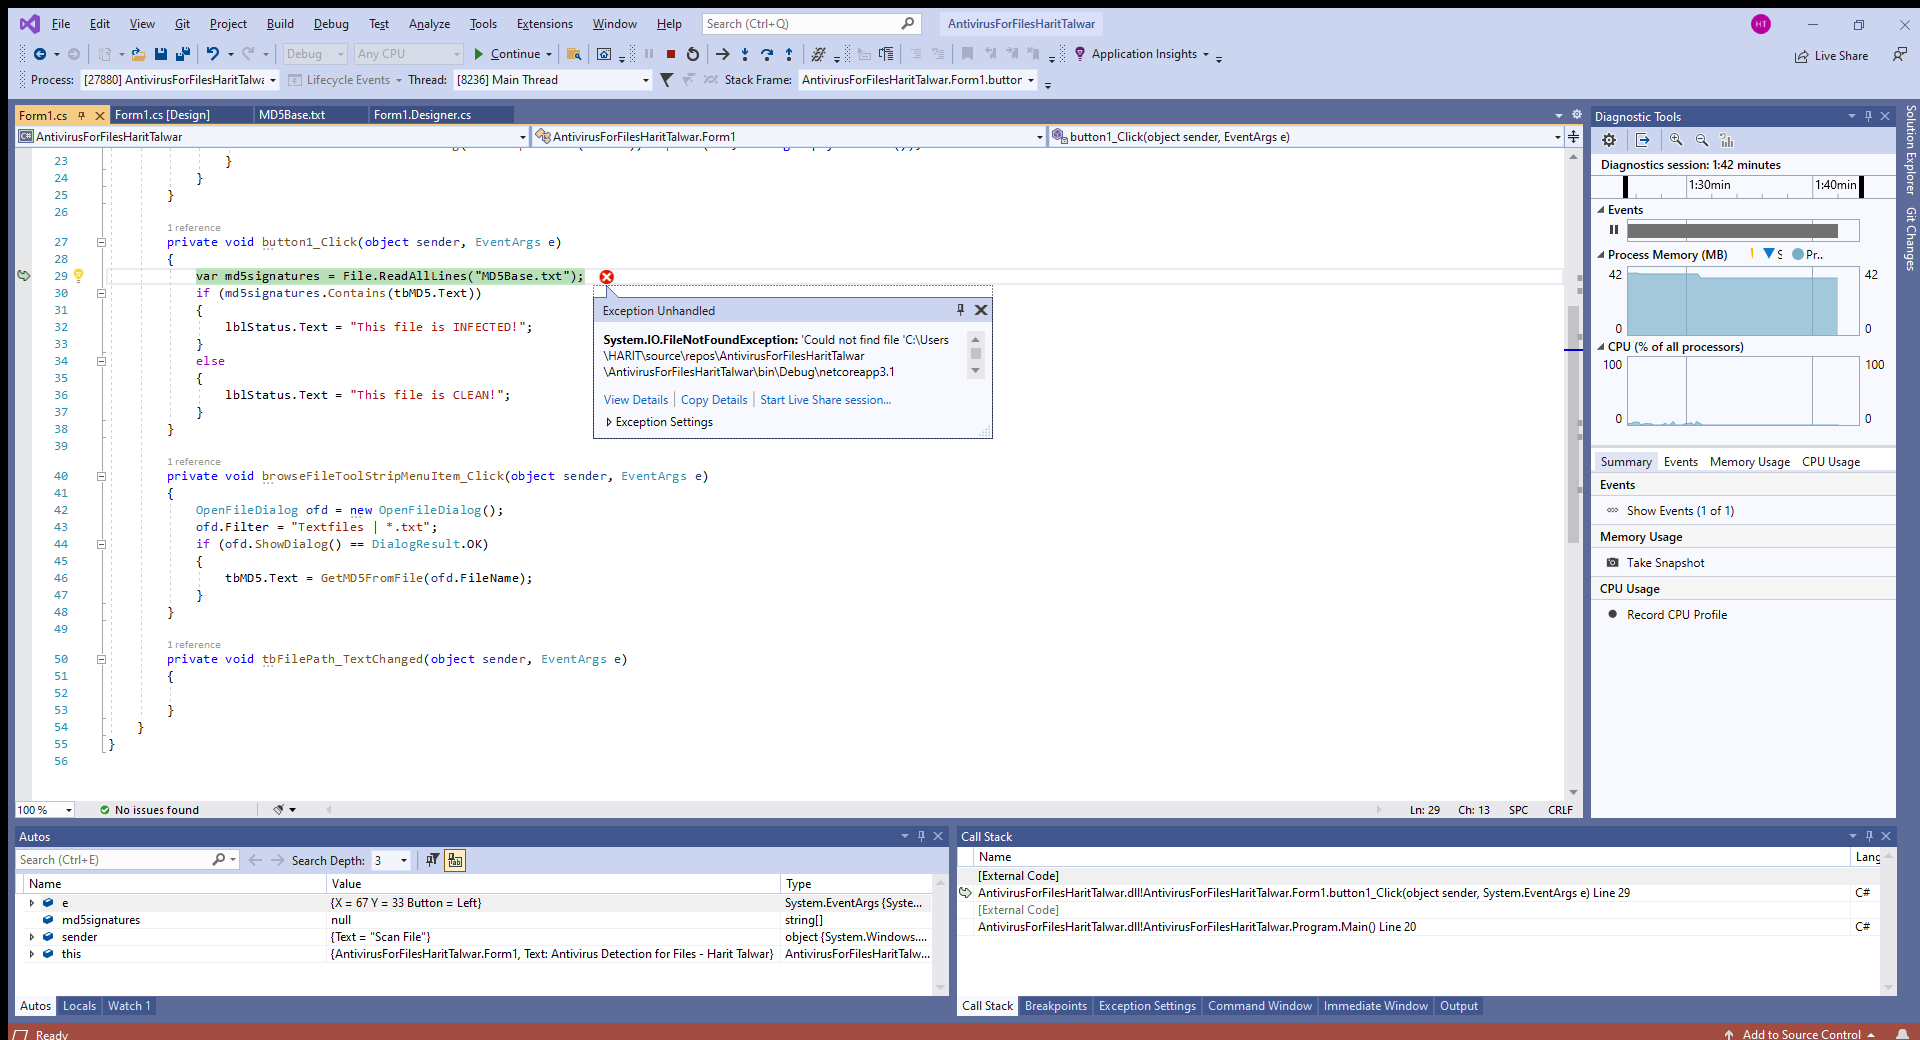 File Edit View Git Project Build Debug Test Analyze Tools Extensions Window Help Search (Ctrl+Q) AntivirusForFilesHaritTalwar HT
Debug Any CPU Continue Application Insights Live Share
Process: [27880] AntivirusForFilesHaritTalwa Lifecycle Events Thread: [8236] Main Thread Stack Frame: AntivirusForFilesHaritTalwar.Form1.buttor
Form1.cs Form1.cs [Design] MD5Base.txt Form1.Designer.cs
AntivirusForFilesHaritTalwar AntivirusForFilesHaritTalwar.Form1 button1_Click(object sender, EventArgs e)
23 }
24 }
25 }
26
1 reference
27 private void button1_Click(object sender, EventArgs e)
28 {
29 var md5signatures = File.ReadAllLines("MD5Base.txt");
30 if (md5signatures.Contains(tbMD5.Text))
31 {
32 lblStatus.Text = "This file is INFECTED!";
33 }
34 else
35 {
36 lblStatus.Text = "This file is CLEAN!";
37 }
38 }
39
1 reference
40 private void browseFileToolStripMenuItem_Click(object sender, EventArgs e)
41 {
42 OpenFileDialog ofd = new OpenFileDialog();
43 ofd.Filter = "Textfiles | *.txt";
44 if (ofd.ShowDialog() == DialogResult.OK)
45 {
46 tbMD5.Text = GetMD5FromFile(ofd.FileName);
47 }
48 }
49
1 reference
50 private void tbFilePath_TextChanged(object sender, EventArgs e)
51 {
52
53 }
54 }
55 }
56
Exception Unhandled
System.IO.FileNotFoundException: 'Could not find file 'C:\Users
\HARIT\source\repos\AntivirusForFilesHaritTalwar
\AntivirusForFilesHaritTalwar\bin\Debug\netcoreapp3.1
View Details Copy Details Start Live Share session...
Exception Settings
100 % No issues found Ln: 29 Ch: 13 SPC CRLF
Diagnostic Tools
Diagnostics session: 1:42 minutes
1:30min 1:40min
Events
Process Memory (MB) S Pr...
42 42
0 0
CPU (% of all processors)
100 100
0 0
Summary Events Memory Usage CPU Usage
Events
Show Events (1 of 1)
Memory Usage
Take Snapshot
CPU Usage
Record CPU Profile
Solution Explorer
Git Changes
Autos
Search (Ctrl+E) Search Depth: 3
Name Value Type
e {X = 67 Y = 33 Button = Left} System.EventArgs {Syste...
md5signatures null string[]
sender {Text = "Scan File"} object {System.Windows....
this {AntivirusForFilesHaritTalwar.Form1, Text: Antivirus Detection for Files - Harit Talwar} AntivirusForFilesHaritTalw...
Autos Locals Watch 1
Call Stack
Name Lang
[External Code]
AntivirusForFilesHaritTalwar.dll!AntivirusForFilesHaritTalwar.Form1.button1_Click(object sender, System.EventArgs e) Line 29 C#
[External Code]
AntivirusForFilesHaritTalwar.dll!AntivirusForFilesHaritTalwar.Program.Main() Line 20 C#
Call Stack Breakpoints Exception Settings Command Window Immediate Window Output
Ready Add to Source Control